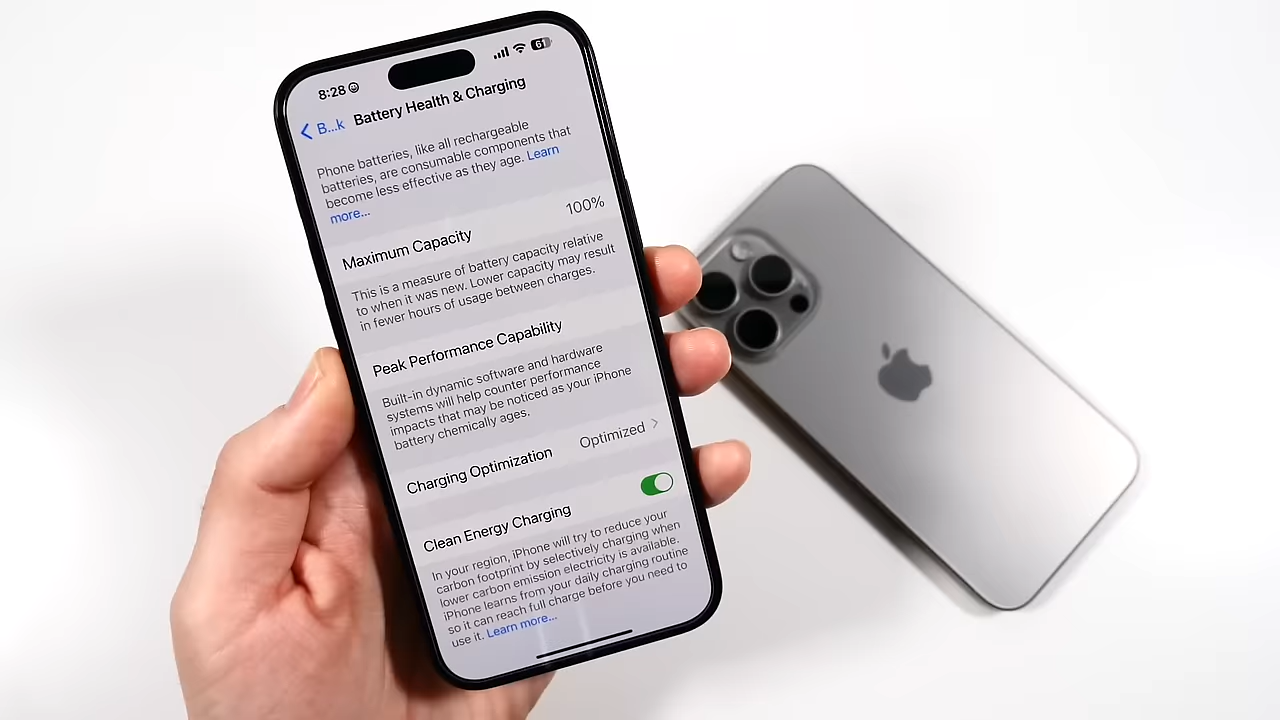 8:28
61
B...k
Battery Health & Charging
Phone batteries, like all rechargeable
batteries, are consumable components that
become less effective as they age. Learn
more...
Maximum Capacity 100%
This is a measure of battery capacity relative
to when it was new. Lower capacity may result
in fewer hours of usage between charges.
Peak Performance Capability
Built-in dynamic software and hardware
systems will help counter performance
impacts that may be noticed as your iPhone
battery chemically ages.
Charging Optimization Optimized
Clean Energy Charging
In your region, iPhone will try to reduce your
carbon footprint by selectively charging when
lower carbon emission electricity is available.
iPhone learns from your daily charging routine
so it can reach full charge before you need to
use it. Learn more...